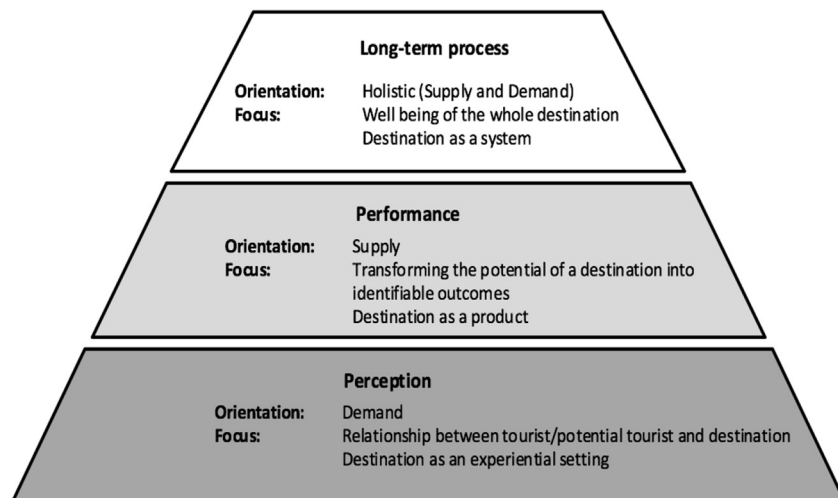 Long-term process
Orientation: Holistic (Supply and Demand)
Focus: Well being of the whole destination
Destination as a system
Performance
Orientation: Supply
Focus: Transforming the potential of a destination into
identifiable outcomes
Destination as a product
Perception
Orientation: Demand
Focus: Relationship between tourist/potential tourist and destination
Destination as an experiential setting